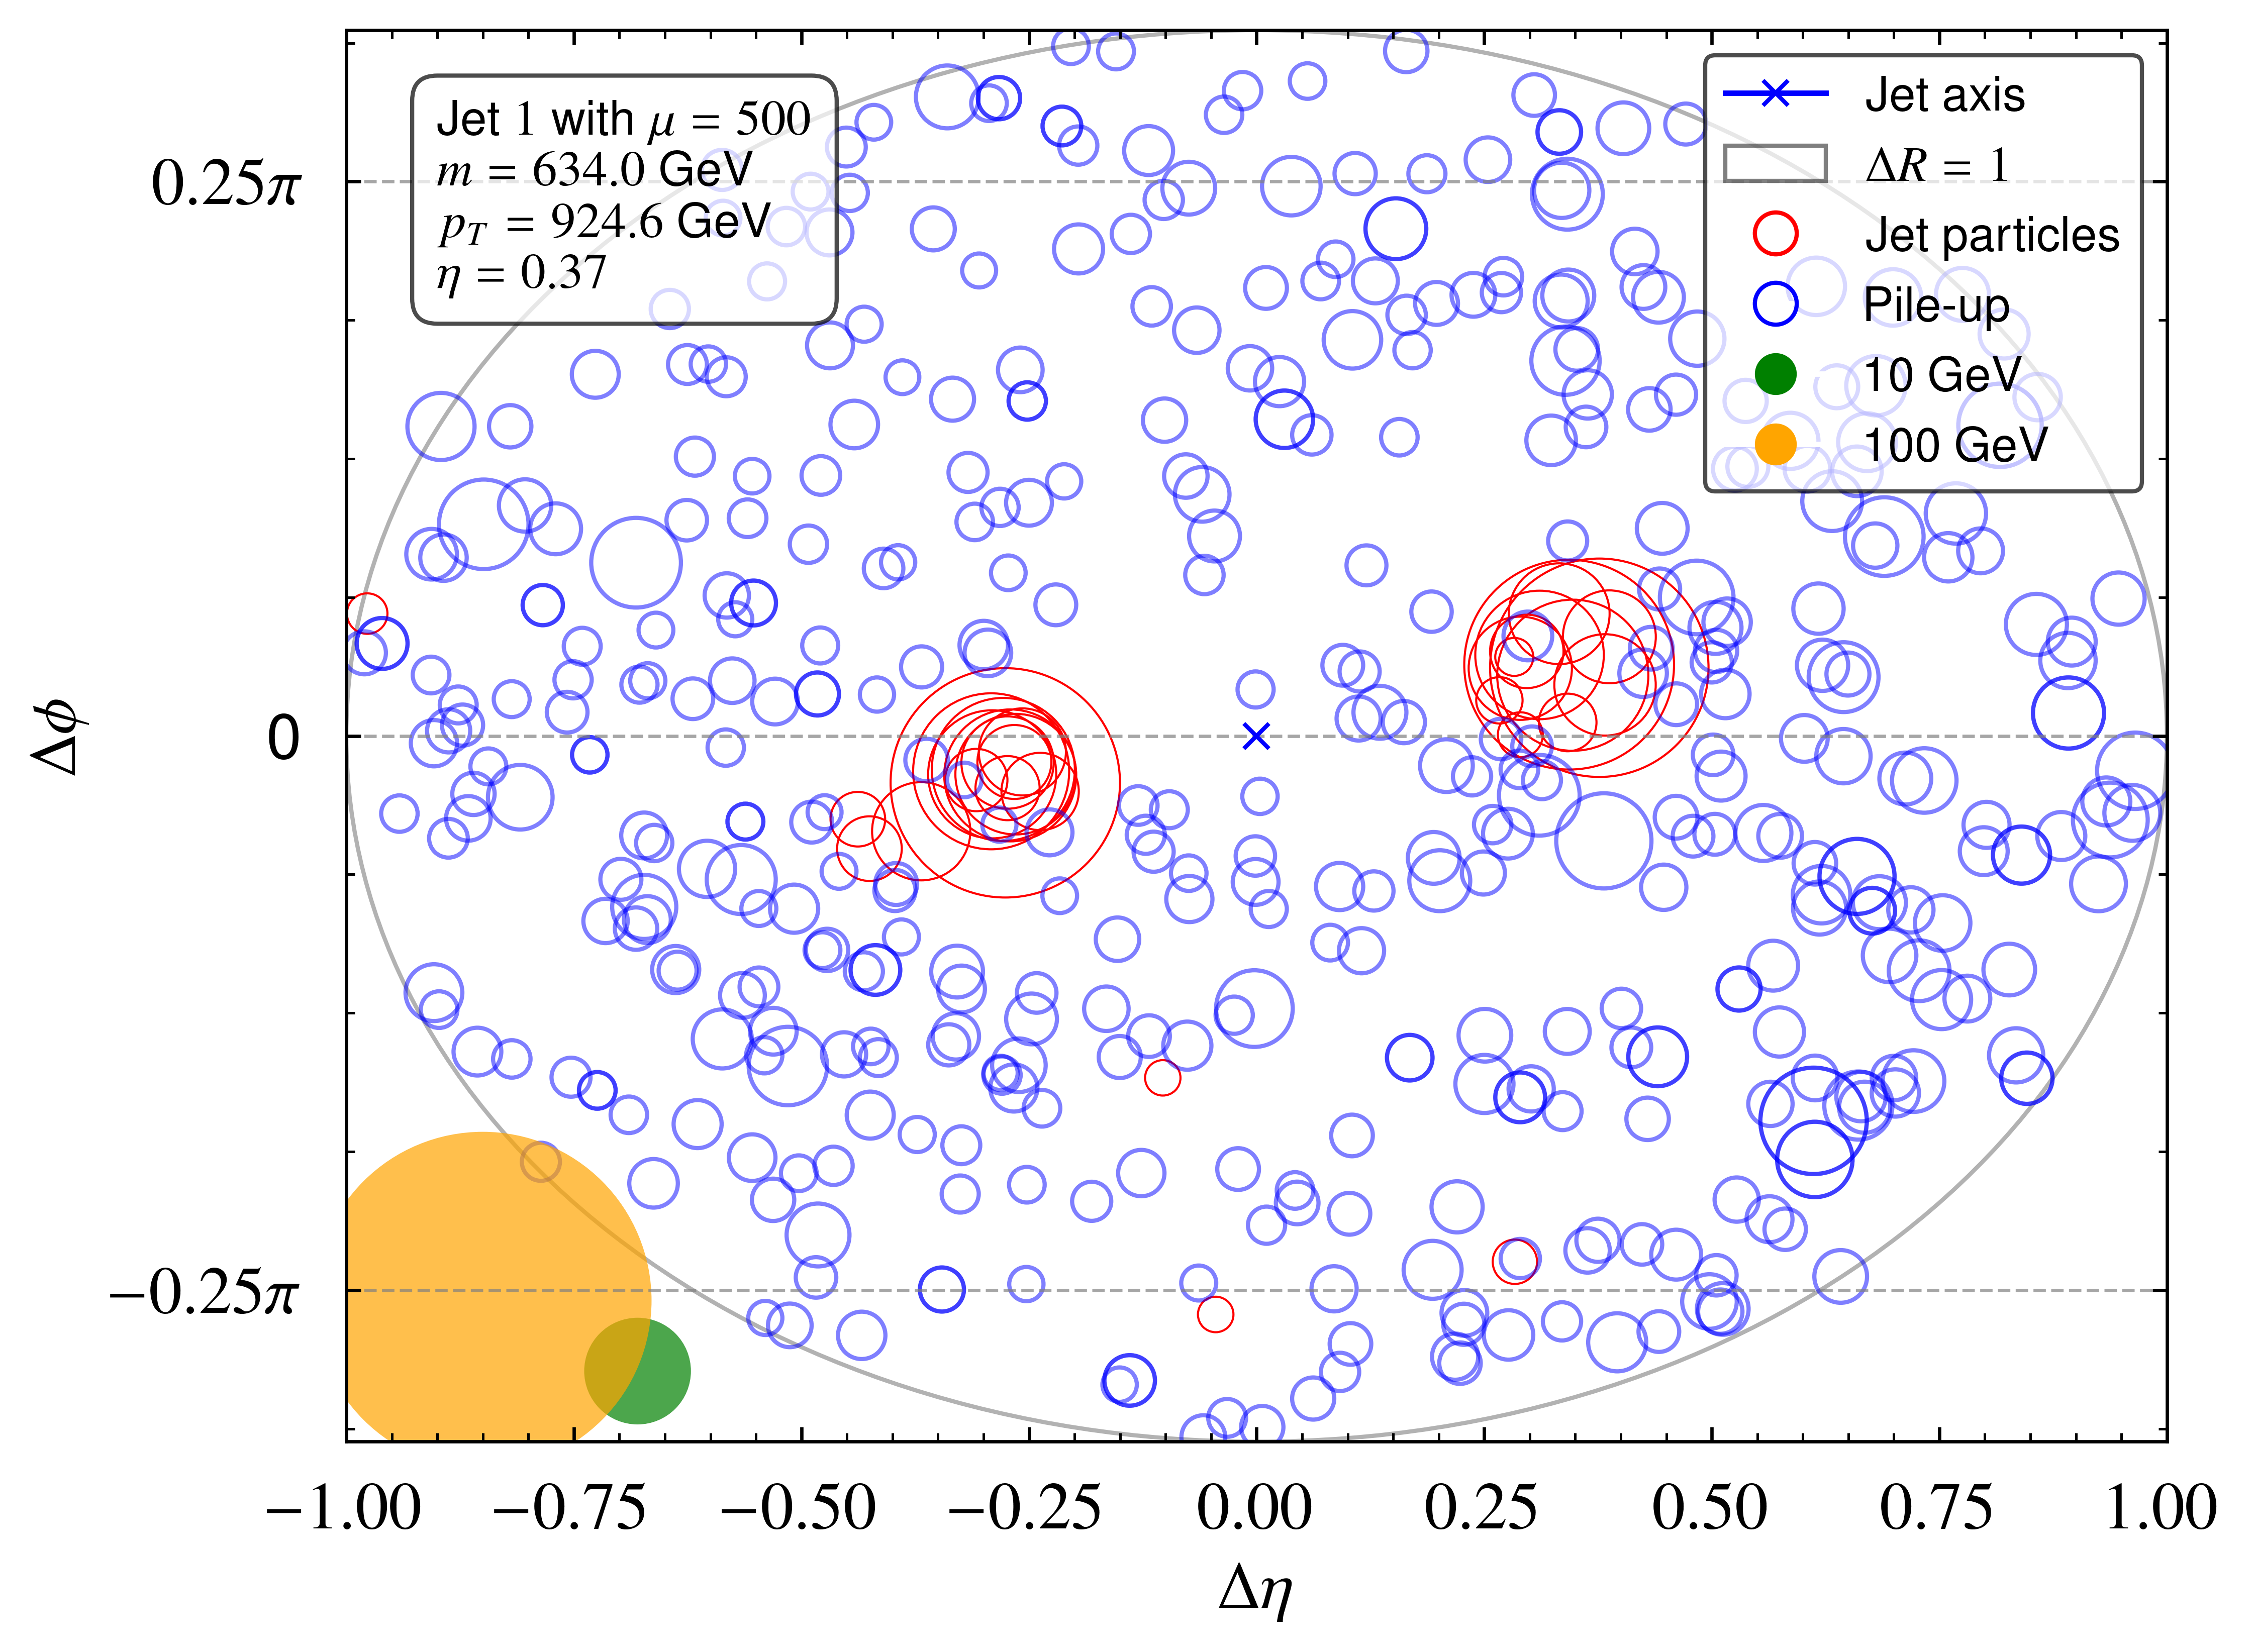 Jet 1 with μ = 500
m = 634.0 GeV
p_T = 924.6 GeV
η = 0.37
Jet axis
ΔR = 1
Jet particles
Pile-up
10 GeV
100 GeV
Δϕ
0.25π
0
−0.25π
−1.00 −0.75 −0.50 −0.25 0.00 0.25 0.50 0.75 1.00
Δη